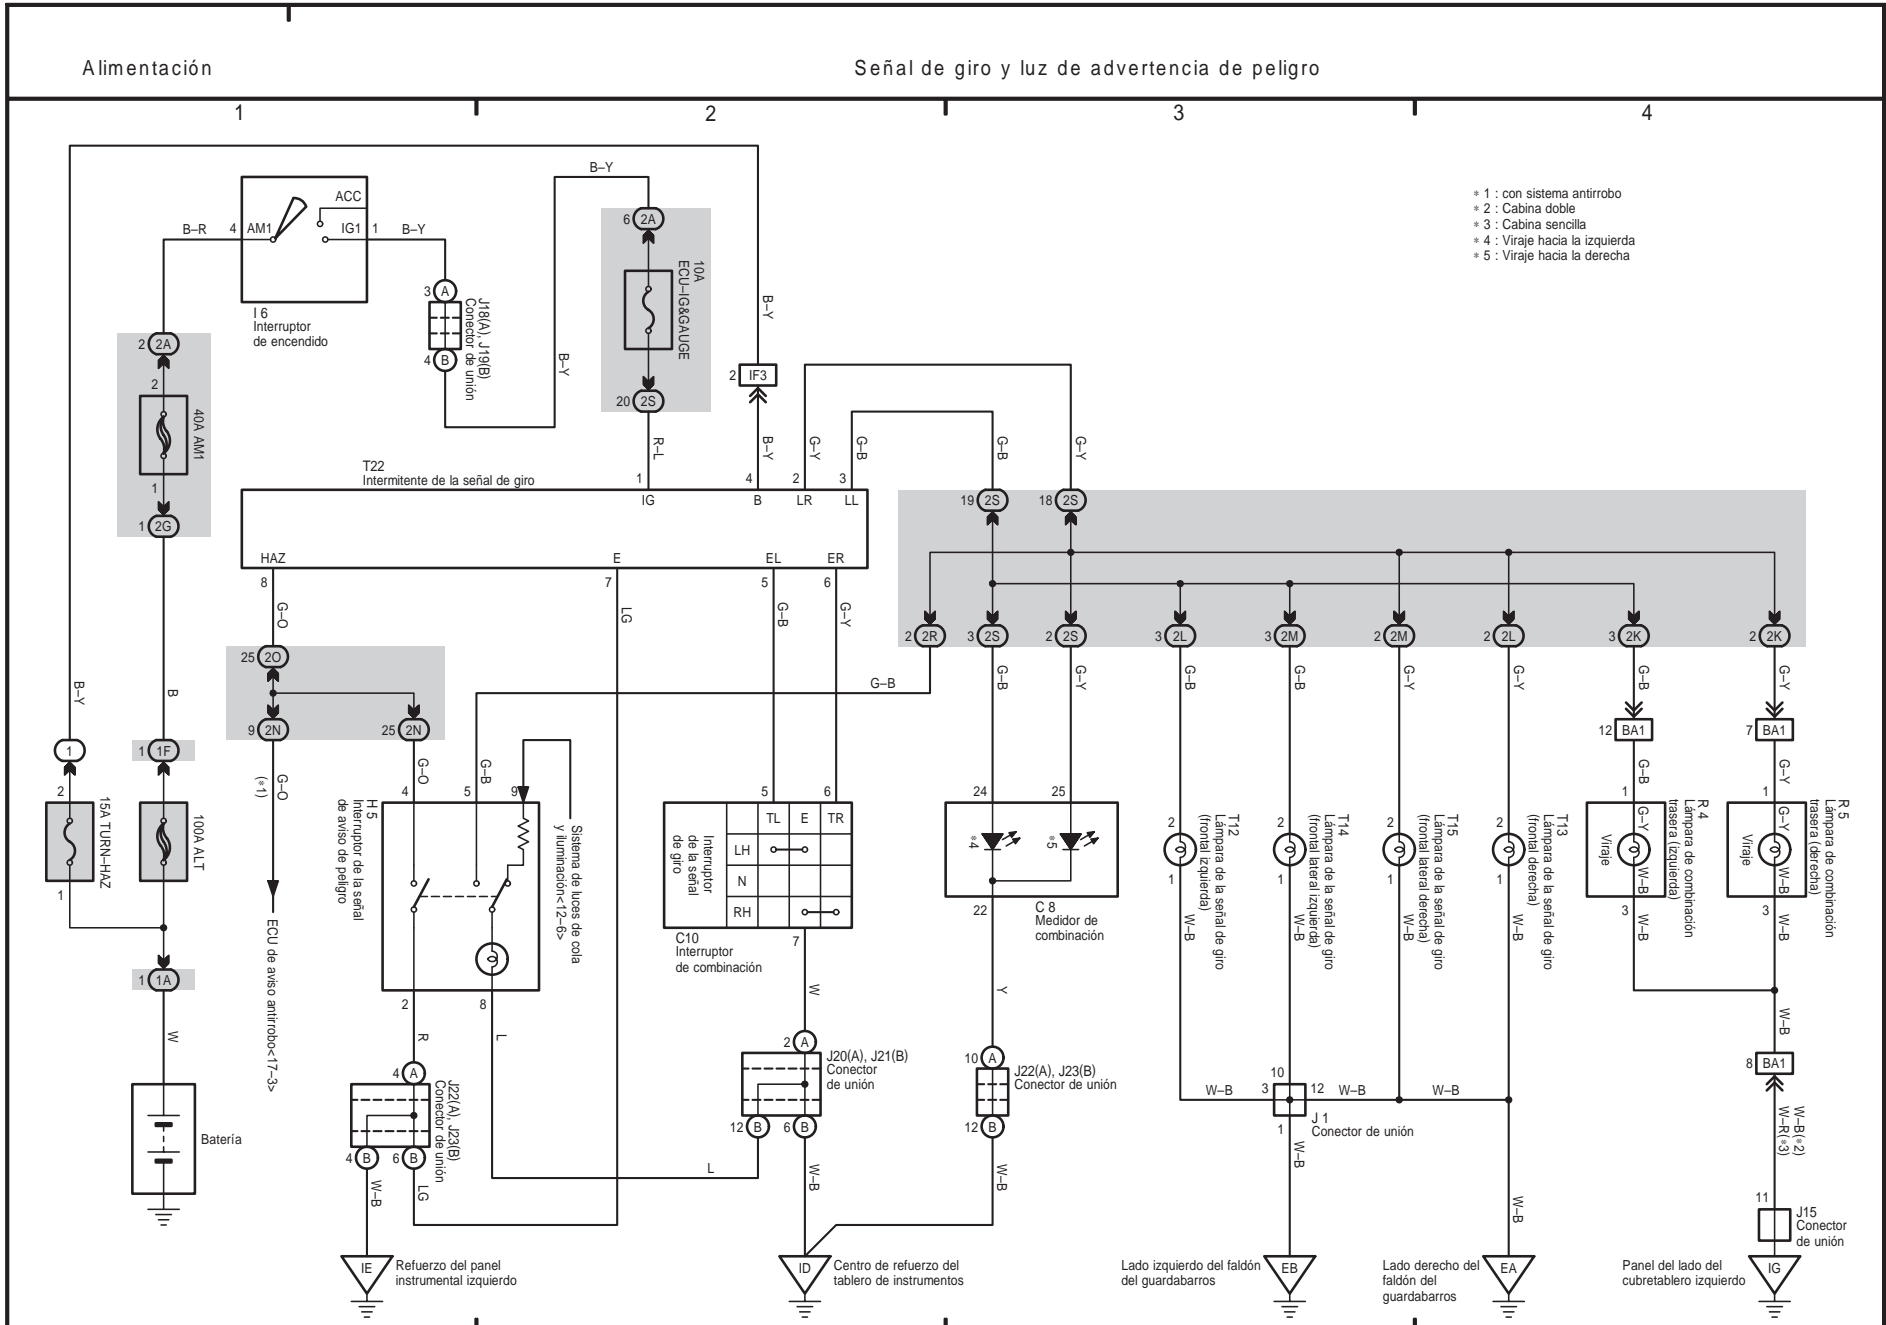 Alimentación
Señal de giro y luz de advertencia de peligro
1
2
3
4
* 1 : con sistema antirrobo
* 2 : Cabina doble
* 3 : Cabina sencilla
* 4 : Viraje hacia la izquierda
* 5 : Viraje hacia la derecha
B–Y
ACC
B–R
4
AM1
IG1
1
B–Y
6
2A
10A
ECU–IG&GAUGE
20
2S
I 6
Interruptor
de encendido
3
A
J18(A), J19(B)
Conector de unión
4
B
B–Y
B–Y
2
IF3
B–Y
2
2A
2
40A AM1
1
1
2G
R–L
G–Y
G–B
G–B
G–Y
T22
Intermitente de la señal de giro
1
4
2
3
IG
B
LR
LL
HAZ
E
EL
ER
8
7
5
6
19
2S
18
2S
G–O
LG
G–B
G–Y
2
2R
3
2S
2
2S
3
2L
3
2M
2
2M
2
2L
3
2K
2
2K
25
2O
9
2N
25
2N
B–Y
B
G–B
G–B
G–Y
G–B
G–B
G–Y
G–Y
G–B
G–Y
12
BA1
7
BA1
1
1
1F
G–O
(*1)
G–O
G–B
G–B
G–Y
2
15A TURN–HAZ
1
100A ALT
4
5
9
H 5
Interruptor de la señal
de aviso de peligro
Sistema de luces de cola
y iluminación<12–6>
5
6
TL
E
TR
LH
N
RH
Interruptor
de la señal
de giro
C10
Interruptor
de combinación
7
24
25
*4
*5
22
C 8
Medidor de
combinación
2
1
T12
Lámpara de la señal de giro
(frontal izquierda)
2
1
T14
Lámpara de la señal de giro
(frontal lateral izquierda)
2
1
T15
Lámpara de la señal de giro
(frontal lateral derecha)
2
1
T13
Lámpara de la señal de giro
(frontal derecha)
1
G–Y
Viraje
W–B
3
R 4
Lámpara de combinación
trasera (izquierda)
1
G–Y
Viraje
W–B
3
R 5
Lámpara de combinación
trasera (derecha)
W–B
W–B
W–B
W–B
W–B
W–B
1
1A
W
ECU de aviso antirrobo<17–3>
2
8
R
L
W
Y
W–B
4
A
J22(A), J23(B)
Conector de unión
4
B
6
B
2
A
J20(A), J21(B)
Conector
de unión
12
B
6
B
10
A
J22(A), J23(B)
Conector de unión
12
B
W–B
3
10
12
W–B
W–B
J 1
Conector de unión
1
8
BA1
W–B(*2)
W–R(*3)
Batería
W–B
LG
L
W–B
W–B
W–B
W–B
11
J15
Conector
de unión
IE
Refuerzo del panel
instrumental izquierdo
ID
Centro de refuerzo del
tablero de instrumentos
Lado izquierdo del faldón
del guardabarros
EB
Lado derecho del
faldón del
guardabarros
EA
Panel del lado del
cubretablero izquierdo
IG